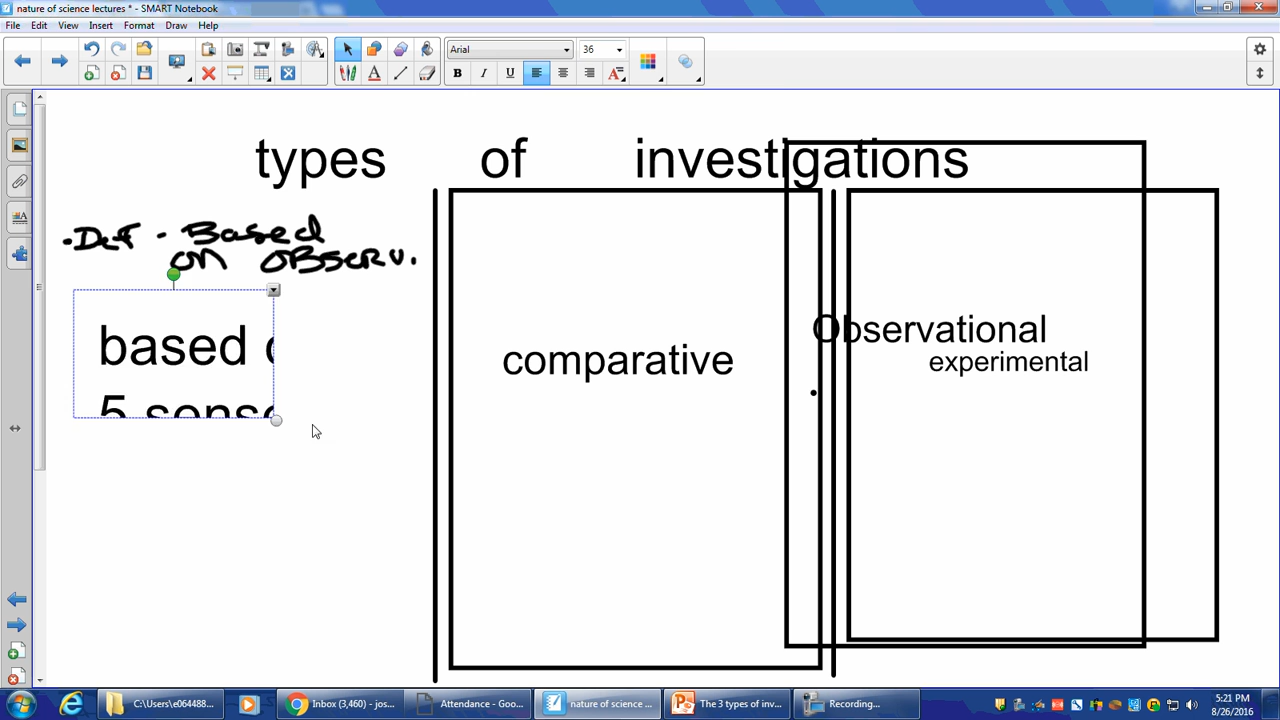 nature of science lectures * - SMART Notebook
File Edit View Insert Format Draw Help
Arial 36
B I U
types of investigations
• Def - Based
on observ.
based
5
comparative
Observational
experimental
C:\Users\e064488...
Inbox (3,460) - jos...
Attendance - Goo...
nature of science ...
The 3 types of inv...
Recording...
5:21 PM
8/26/2016